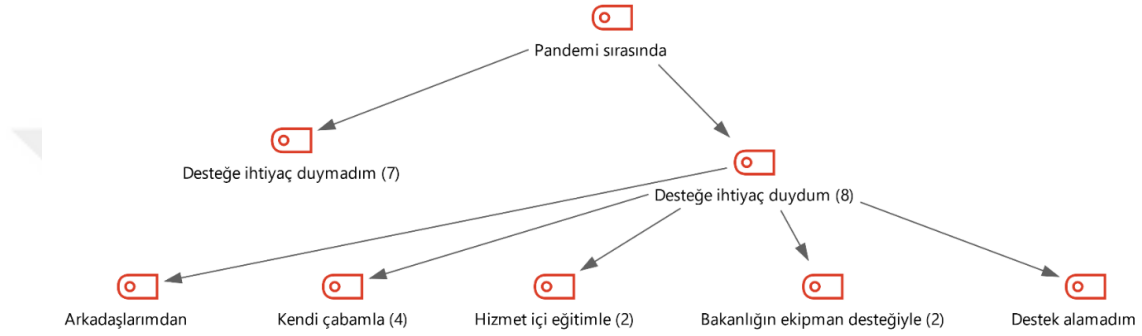 Pandemi sırasında
Desteğe ihtiyaç duymadım (7)
Desteğe ihtiyaç duydum (8)
Arkadaşlarımdan
Kendi çabamla (4)
Hizmet içi eğitimle (2)
Bakanlığın ekipman desteğiyle (2)
Destek alamadım